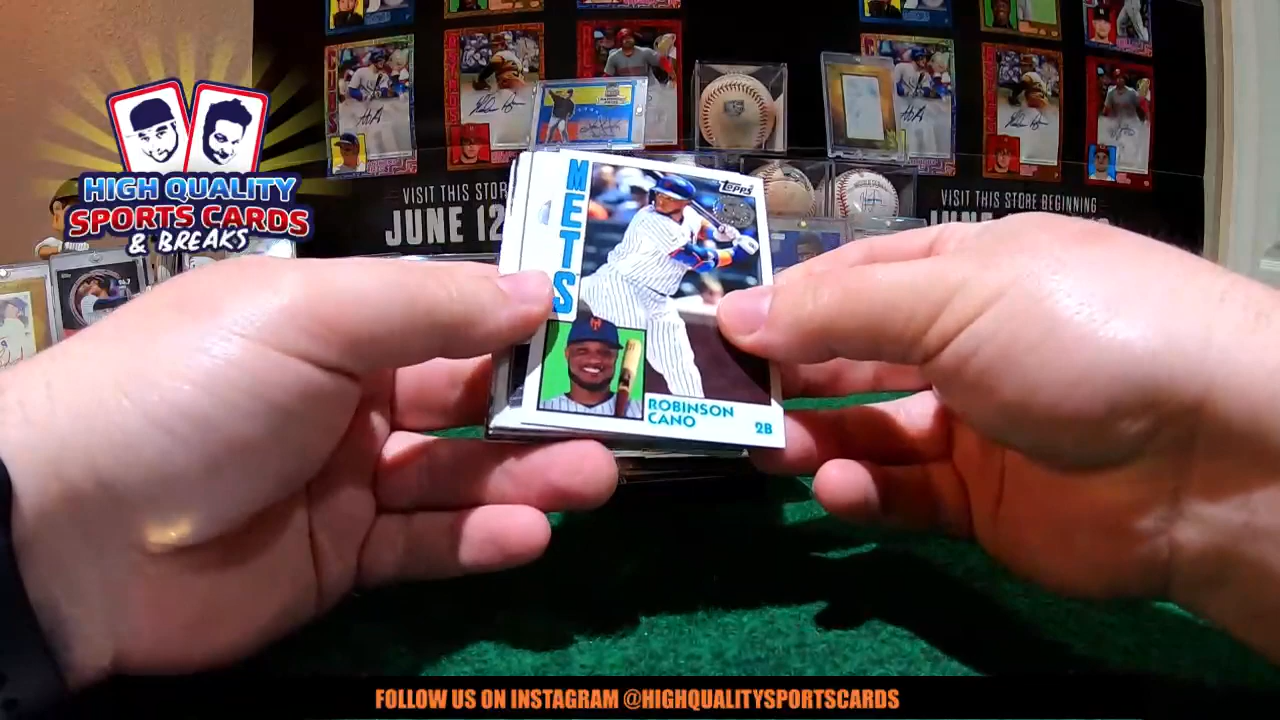 HIGH QUALITY
SPORTS CARDS
& BREAKS
VISIT THIS STORE
JUNE 12
VISIT THIS STORE BEGINNING
METS
Topps
ROBINSON
CANO
2B
FOLLOW US ON INSTAGRAM @HIGHQUALITYSPORTSCARDS